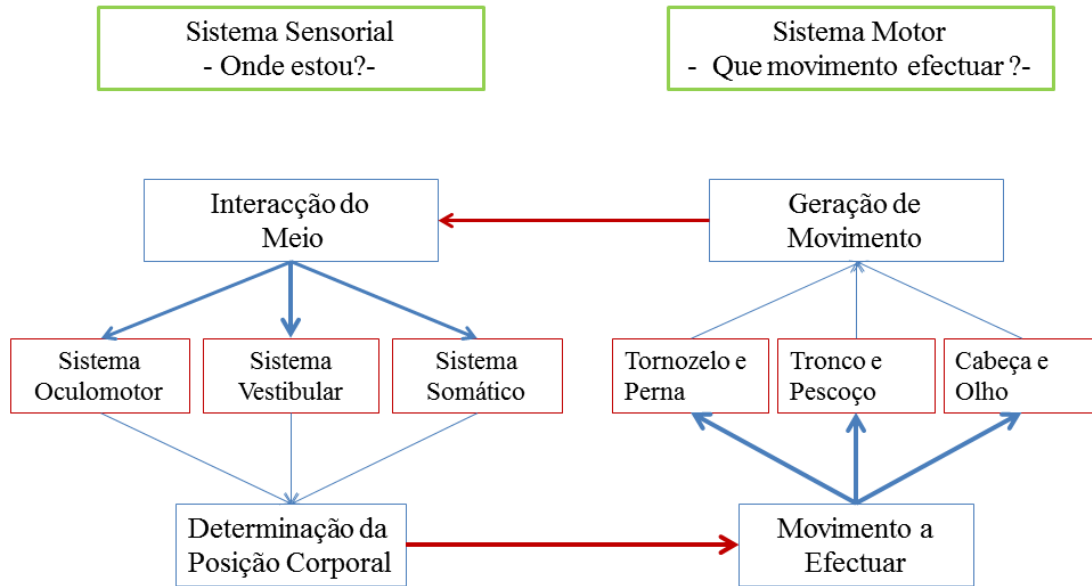 Sistema Sensorial
- Onde estou?-
Sistema Motor
- Que movimento efectuar ?-
Interacção do
Meio
Geração de
Movimento
Sistema
Oculomotor
Sistema
Vestibular
Sistema
Somático
Tornozelo e
Perna
Tronco e
Pescoço
Cabeça e
Olho
Determinação da
Posição Corporal
Movimento a
Efectuar